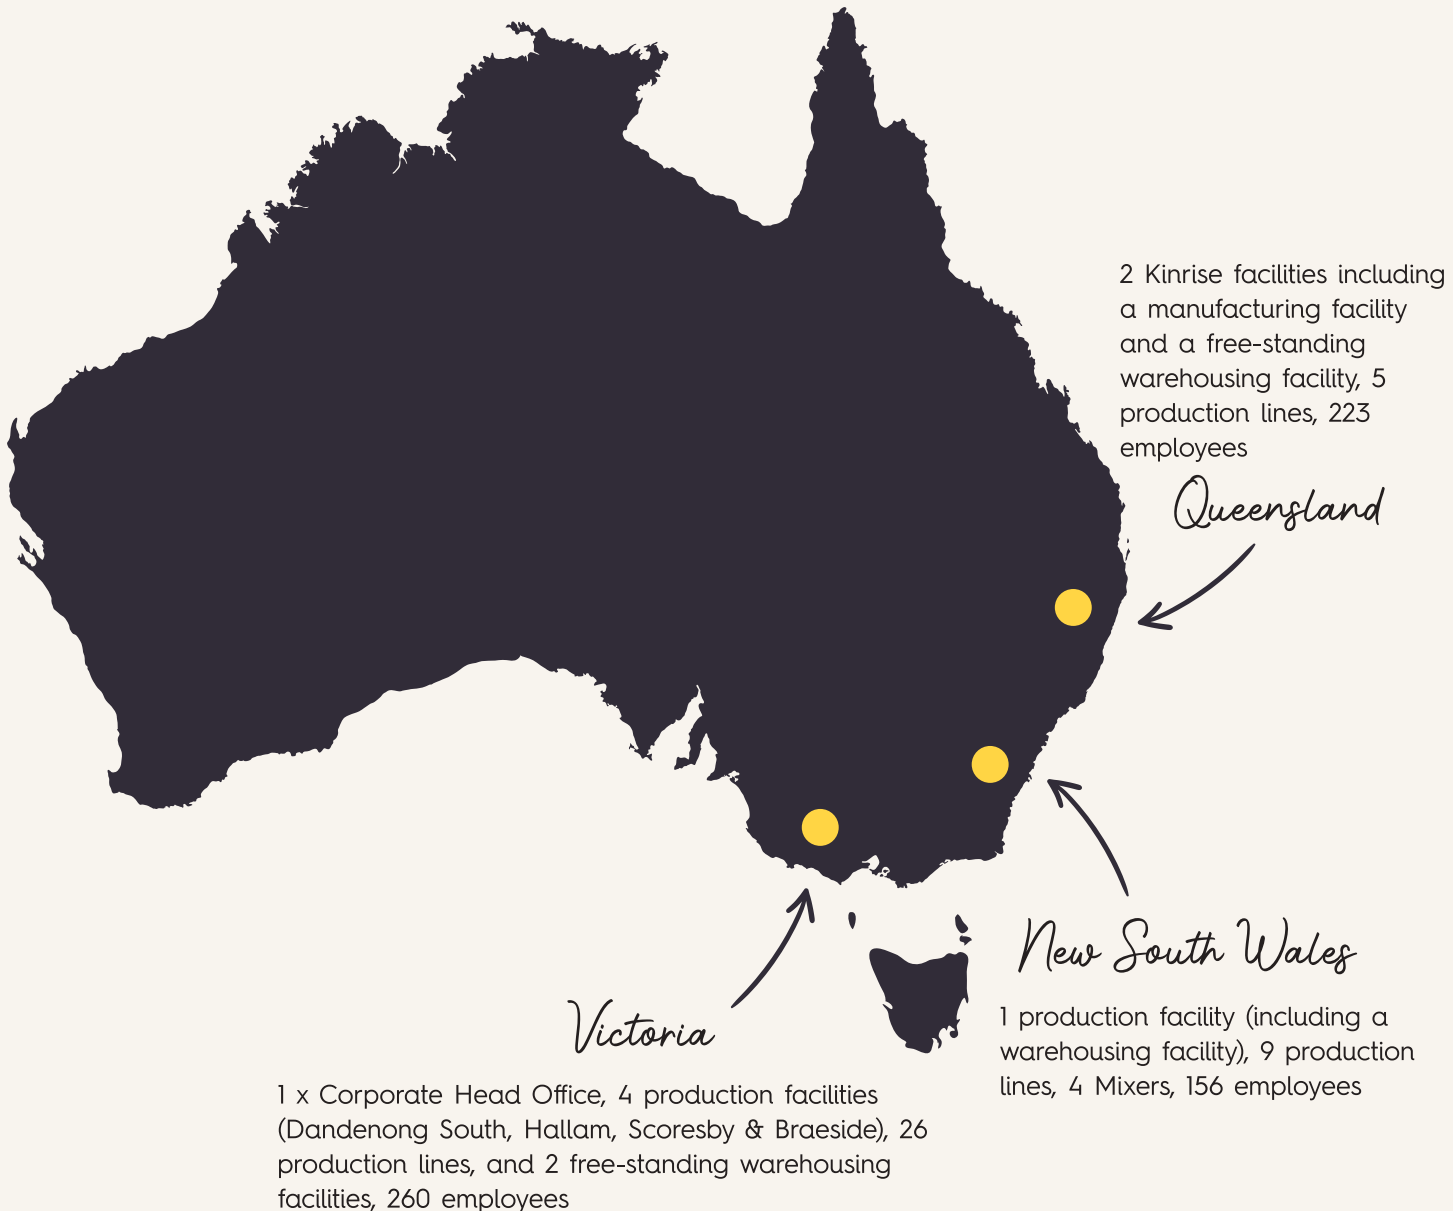 2 Kinrise facilities including
a manufacturing facility
and a free-standing
warehousing facility, 5
production lines, 223
employees
Queensland
New South Wales
1 production facility (including a
warehousing facility), 9 production
lines, 4 Mixers, 156 employees
Victoria
1 x Corporate Head Office, 4 production facilities
(Dandenong South, Hallam, Scoresby & Braeside), 26
production lines, and 2 free-standing warehousing
facilities, 260 employees